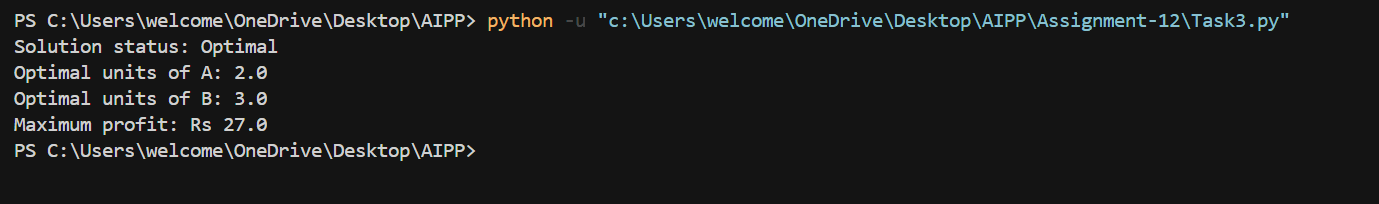 PS C:\Users\welcome\OneDrive\Desktop\AIPP> python -u "c:\Users\welcome\OneDrive\Desktop\AIPP\Assignment-12\Task3.py"
Solution status: Optimal
Optimal units of A: 2.0
Optimal units of B: 3.0
Maximum profit: Rs 27.0
PS C:\Users\welcome\OneDrive\Desktop\AIPP>